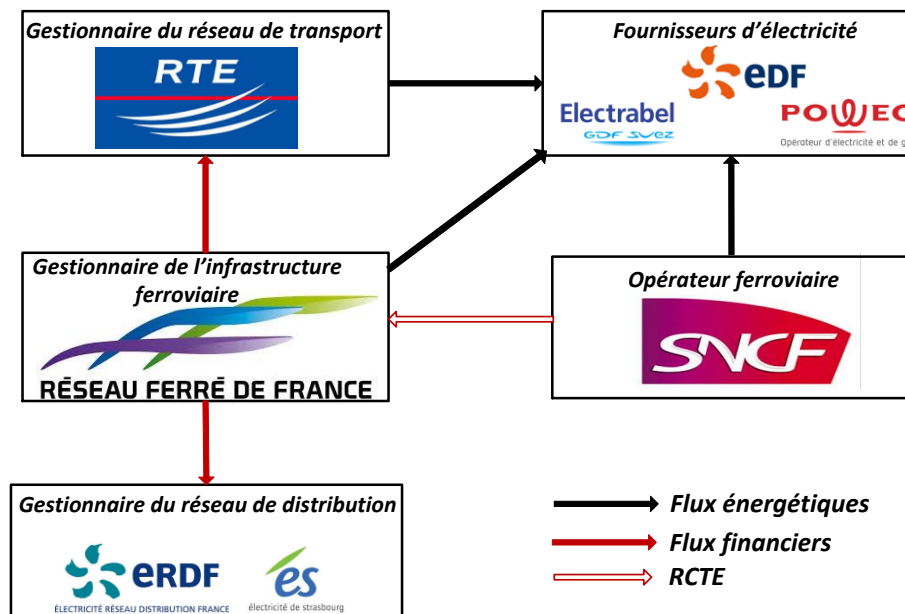 Gestionnaire du réseau de transport
RTE
Fournisseurs d’électricité
eDF
Electrabel
GDF SUEZ
POWEO
Opérateur d’électricité et de g
Gestionnaire de l’infrastructure
ferroviaire
RÉSEAU FERRÉ DE FRANCE
Opérateur ferroviaire
SNCF
Gestionnaire du réseau de distribution
eRDF
ÉLECTRICITÉ RÉSEAU DISTRIBUTION FRANCE
és
électricité de strasbourg
Flux énergétiques
Flux financiers
RCTE